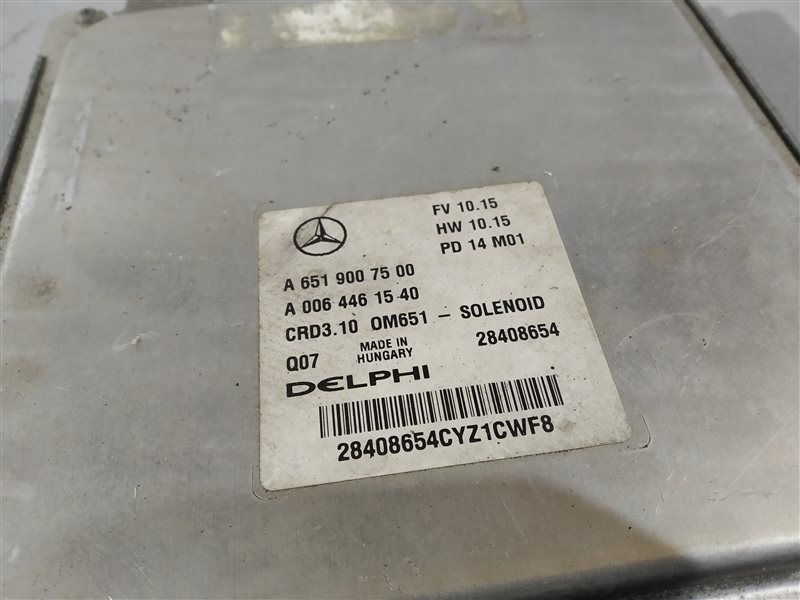 FV 10.15
HW 10.15
PD 14 M01
A 651 900 75 00
A 006 446 15 40
CRD3.10 OM651 - SOLENOID
Q07 MADE IN HUNGARY 28408654
DELPHI
28408654CYZ1CWF8